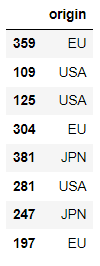 origin
359 EU
109 USA
125 USA
304 EU
381 JPN
281 USA
247 JPN
197 EU